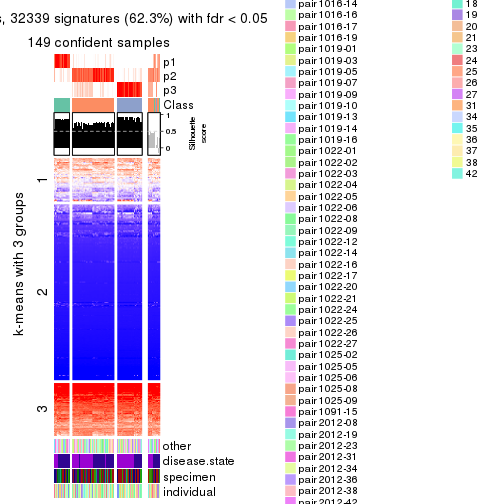 s, 32339 signatures (62.3%) with fdr < 0.05
149 confident samples
p1
p2
p3
Class
1
0.5
0
Silhouette
score
k-means with 3 groups
1
2
3
other
disease.state
specimen
individual
pair1016-14
pair1016-16
pair1016-17
pair1016-19
pair1019-01
pair1019-03
pair1019-05
pair1019-07
pair1019-09
pair1019-10
pair1019-13
pair1019-14
pair1019-16
pair1022-01
pair1022-02
pair1022-03
pair1022-04
pair1022-05
pair1022-06
pair1022-08
pair1022-09
pair1022-12
pair1022-14
pair1022-16
pair1022-17
pair1022-20
pair1022-21
pair1022-24
pair1022-25
pair1022-26
pair1022-27
pair1025-02
pair1025-05
pair1025-06
pair1025-08
pair1025-09
pair1091-15
pair2012-08
pair2012-19
pair2012-23
pair2012-31
pair2012-34
pair2012-36
pair2012-38
pair2012-42
18
19
20
21
23
24
25
26
27
31
34
35
36
37
38
42